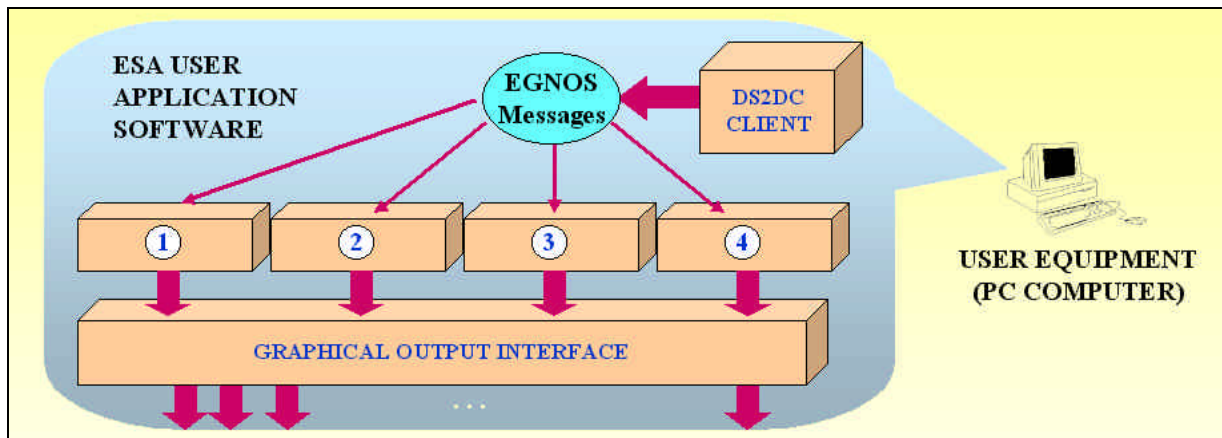 ESA USER
APPLICATION
SOFTWARE
EGNOS
Messages
DS2DC
CLIENT
1
2
3
4
USER EQUIPMENT
(PC COMPUTER)
GRAPHICAL OUTPUT INTERFACE
...